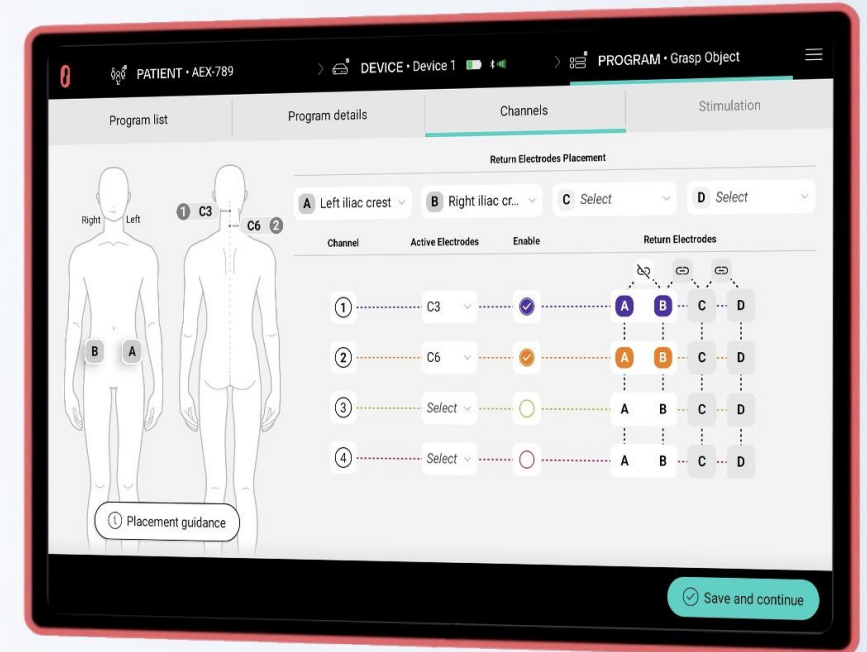 PATIENT • AEX-789
DEVICE • Device 1
PROGRAM • Grasp Object
Program list
Program details
Channels
Stimulation
Return Electrodes Placement
A Left iliac crest
B Right iliac cr...
C Select
D Select
Right
Left
1 C3
C6 2
Channel
Active Electrodes
Enable
Return Electrodes
1 C3 A B C D
2 C6 A B C D
B A
3 Select A B C D
4 Select A B C D
i Placement guidance
Save and continue